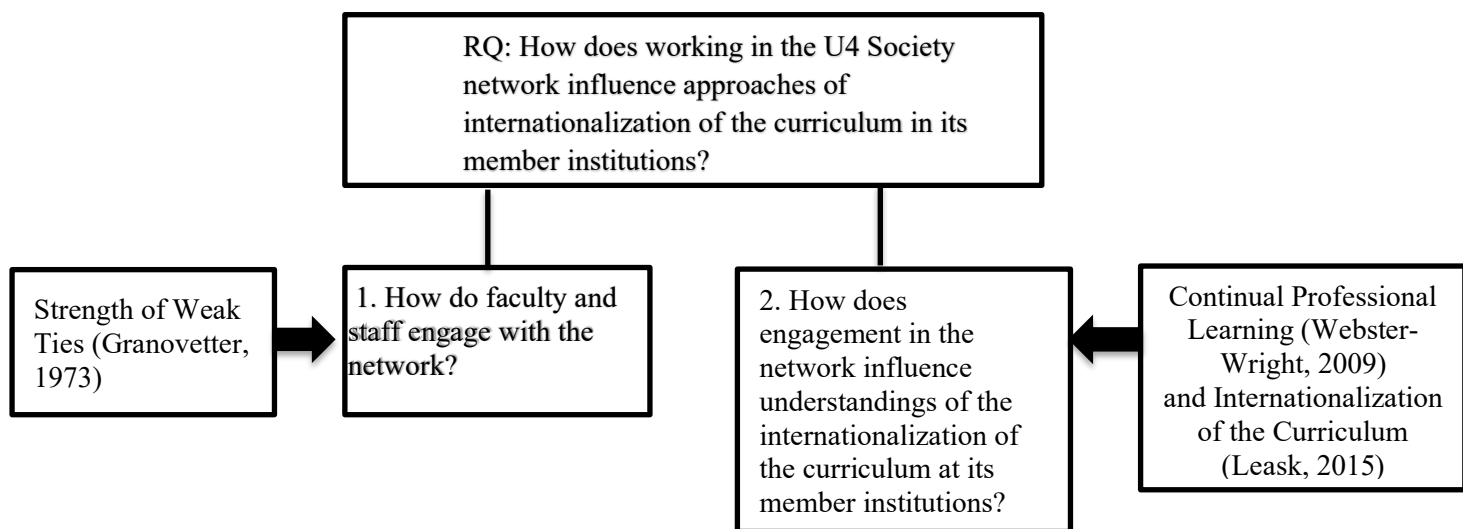 RQ: How does working in the U4 Society
network influence approaches of
internationalization of the curriculum in its
member institutions?
Strength of Weak
Ties (Granovetter,
1973)
1. How do faculty and
staff engage with the
network?
2. How does
engagement in the
network influence
understandings of the
internationalization of
the curriculum at its
member institutions?
Continual Professional
Learning (Webster-
Wright, 2009)
and Internationalization
of the Curriculum
(Leask, 2015)